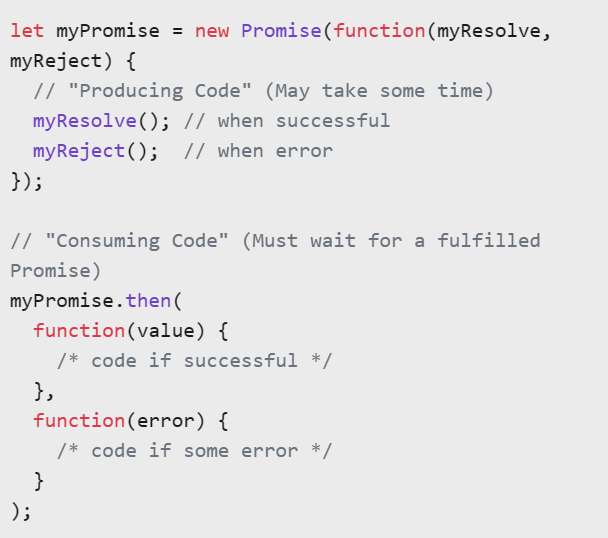 let myPromise = new Promise(function(myResolve,
myReject) {
  // "Producing Code" (May take some time)
  myResolve(); // when successful
  myReject();  // when error
});

// "Consuming Code" (Must wait for a fulfilled
Promise)
myPromise.then(
  function(value) {
    /* code if successful */
  },
  function(error) {
    /* code if some error */
  }
);